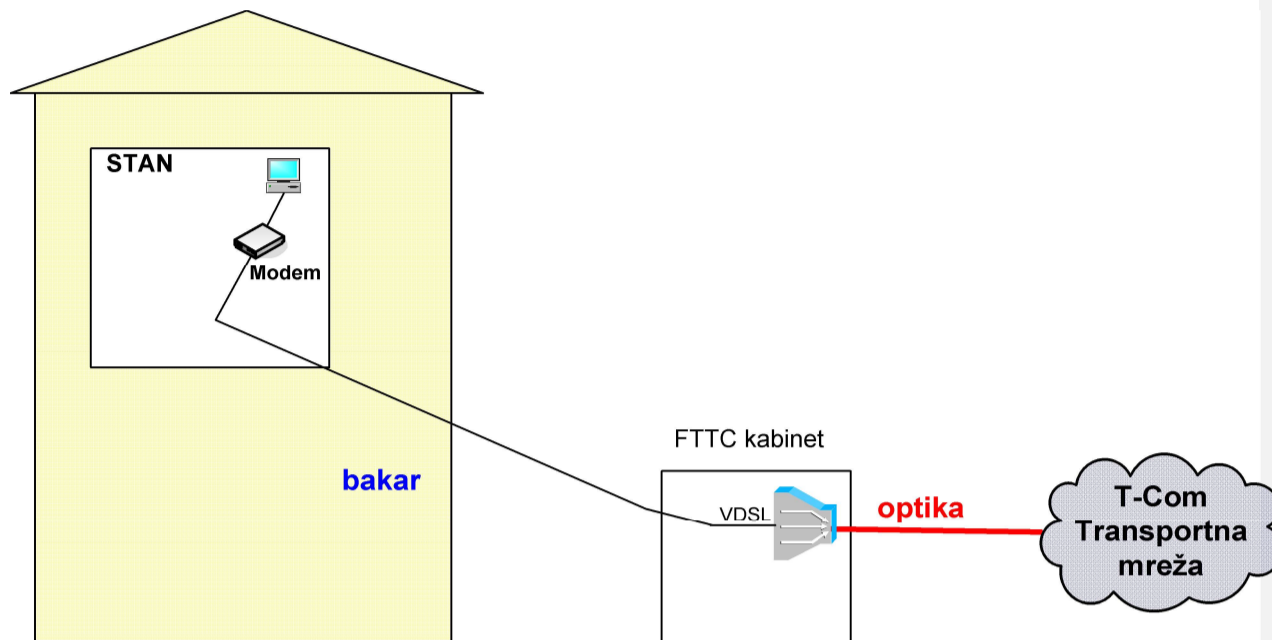 STAN
Modem
bakar
FTTC kabinet
VDSL
optika
T-Com
Transportna
mreža